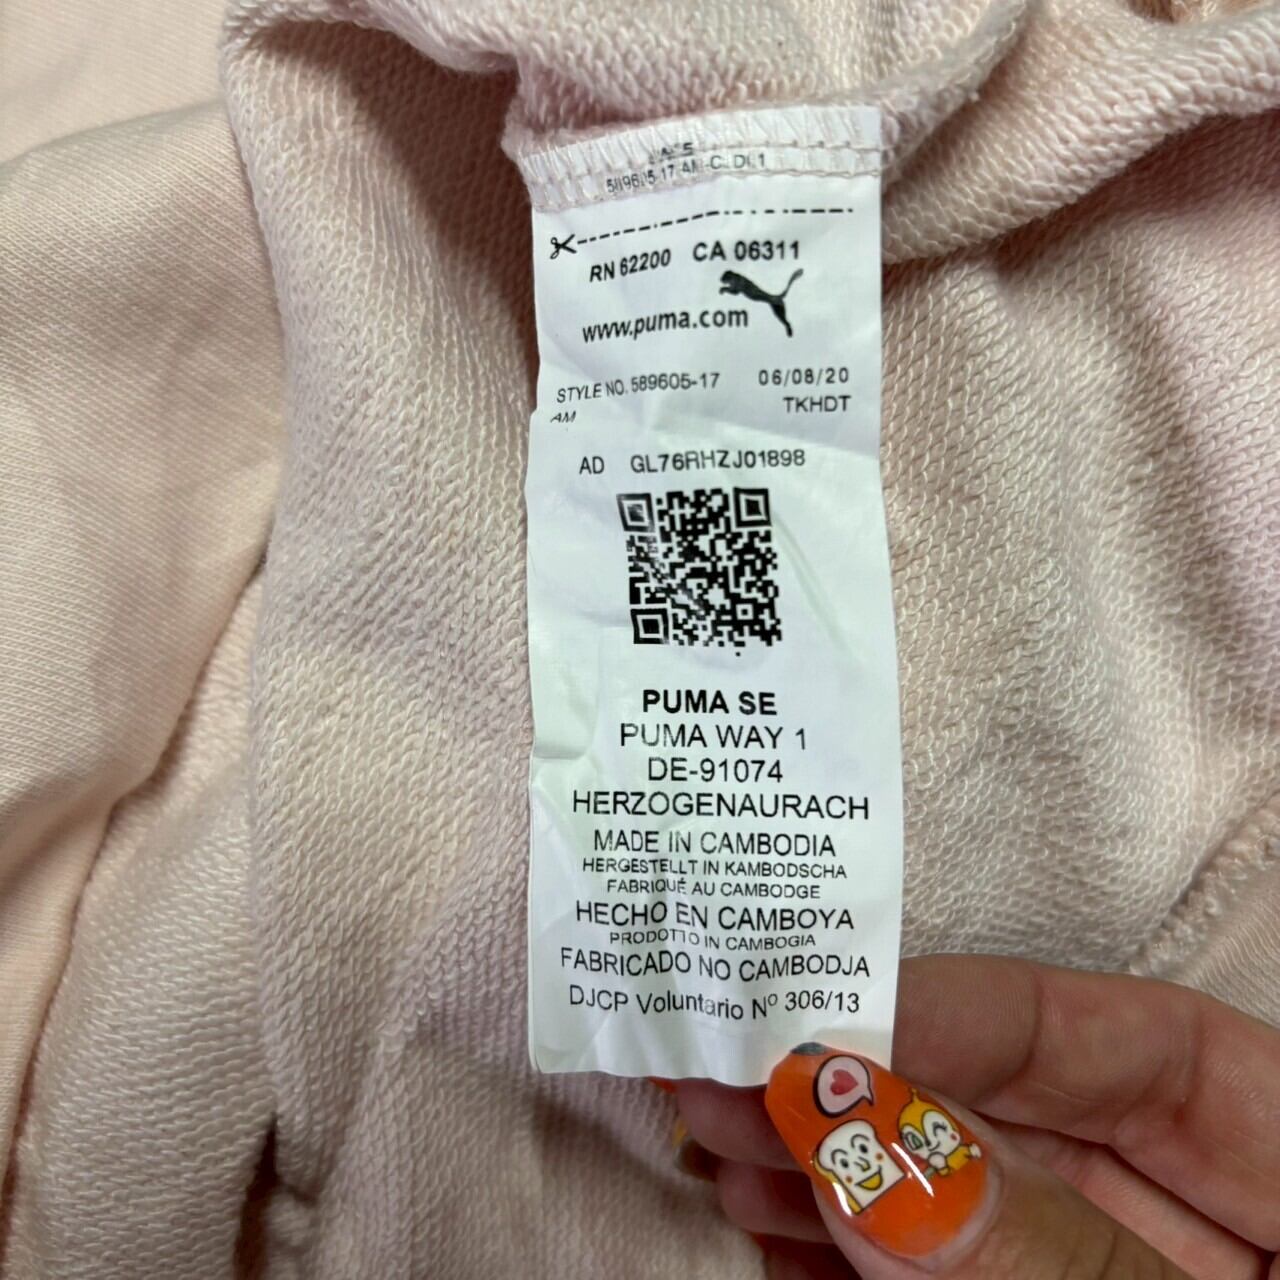 RN 62200 CA 06311
www.puma.com
STYLE NO. 589605-17 06/08/20
AM TKHDT
AD GL76RHZJ01898
PUMA SE
PUMA WAY 1
DE-91074
HERZOGENAURACH
MADE IN CAMBODIA
HERGESTELLT IN KAMBODSCHA
FABRIQUÉ AU CAMBODGE
HECHO EN CAMBOYA
PRODOTTO IN CAMBOGIA
FABRICADO NO CAMBODJA
DJCP Voluntario Nº 306/13